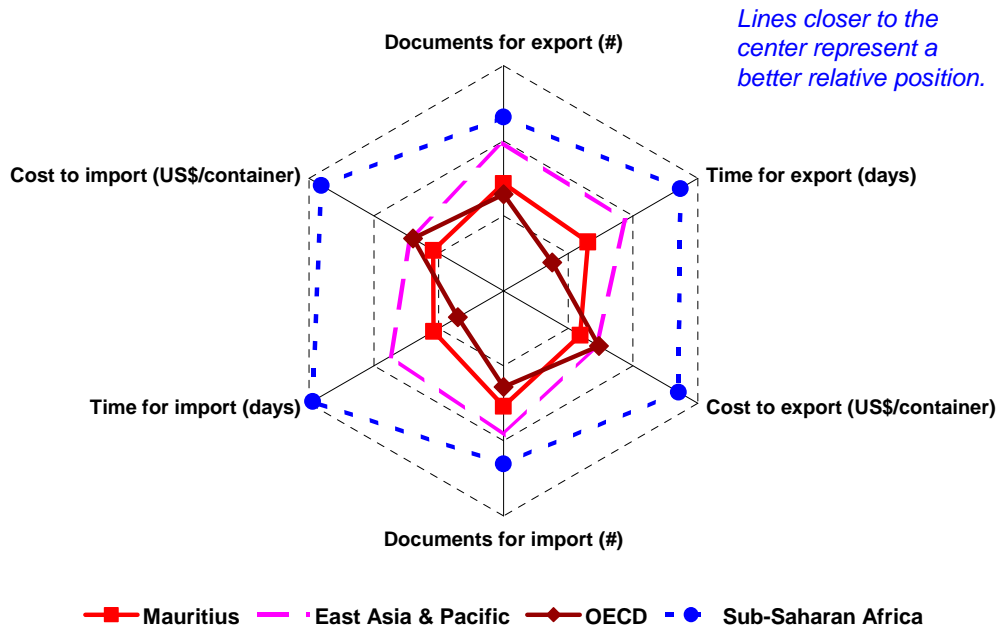 Lines closer to the
center represent a
better relative position.
Documents for export (#)
Cost to import (US$/container)
Time for export (days)
Time for import (days)
Cost to export (US$/container)
Documents for import (#)
Mauritius East Asia & Pacific OECD Sub-Saharan Africa